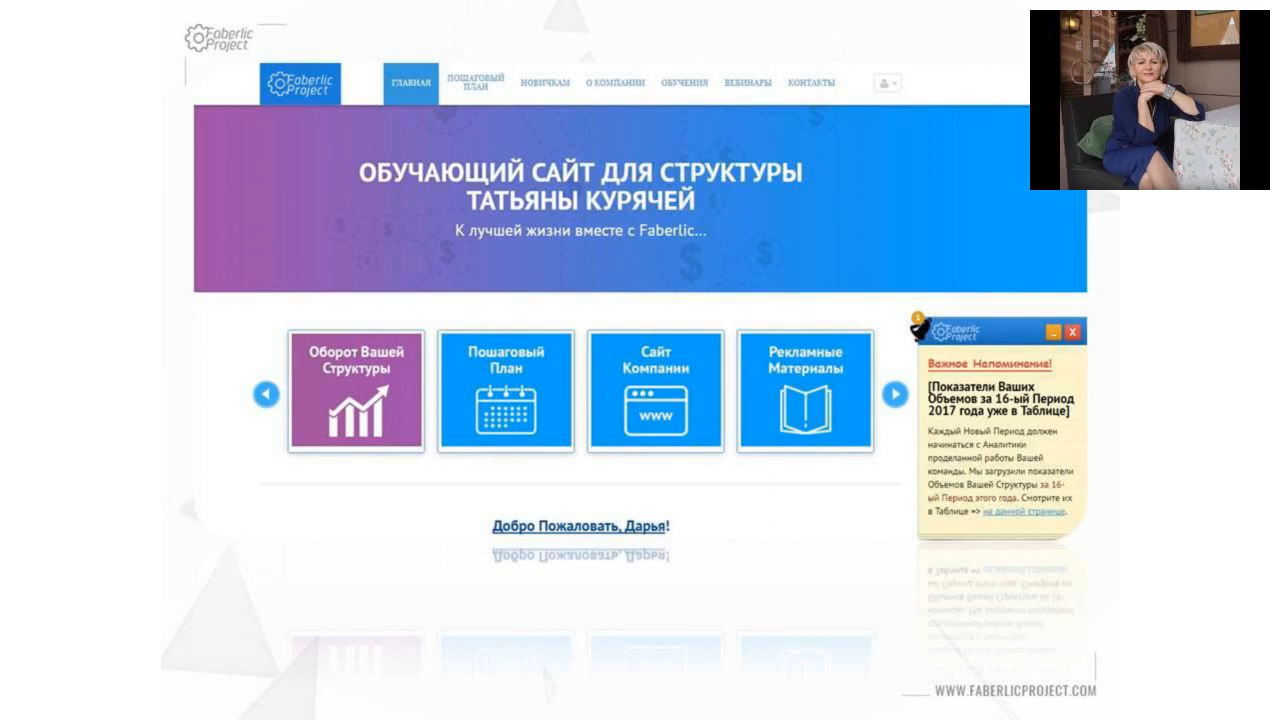 Faberlic
Project
Faberlic
Project
ГЛАВНАЯ
ПОШАГОВЫЙ
ПЛАН
НОВИЧКАМ
О КОМПАНИИ
ОБУЧЕНИЯ
ВЕБИНАРЫ
КОНТАКТЫ
ОБУЧАЮЩИЙ САЙТ ДЛЯ СТРУКТУРЫ
ТАТЬЯНЫ КУРЯЧЕЙ
К лучшей жизни вместе с Faberlic...
Оборот Вашей
Структуры
Пошаговый
План
Сайт
Компании
www
Рекламные
Материалы
1
Faberlic
Project
X
Важное Напоминание!
[Показатели Ваших
Объемов за 16-ый Период
2017 года уже в Таблице]
Каждый Новый Период должен
начинаться с Аналитики
проделанной работы Вашей
команды. Мы загрузили показатели
Объемов Вашей Структуры за 16-
ый Период этого года. Смотрите их
в Таблице => на данной странице.
Добро Пожаловать, Дарья!
WWW.FABERLICPROJECT.COM